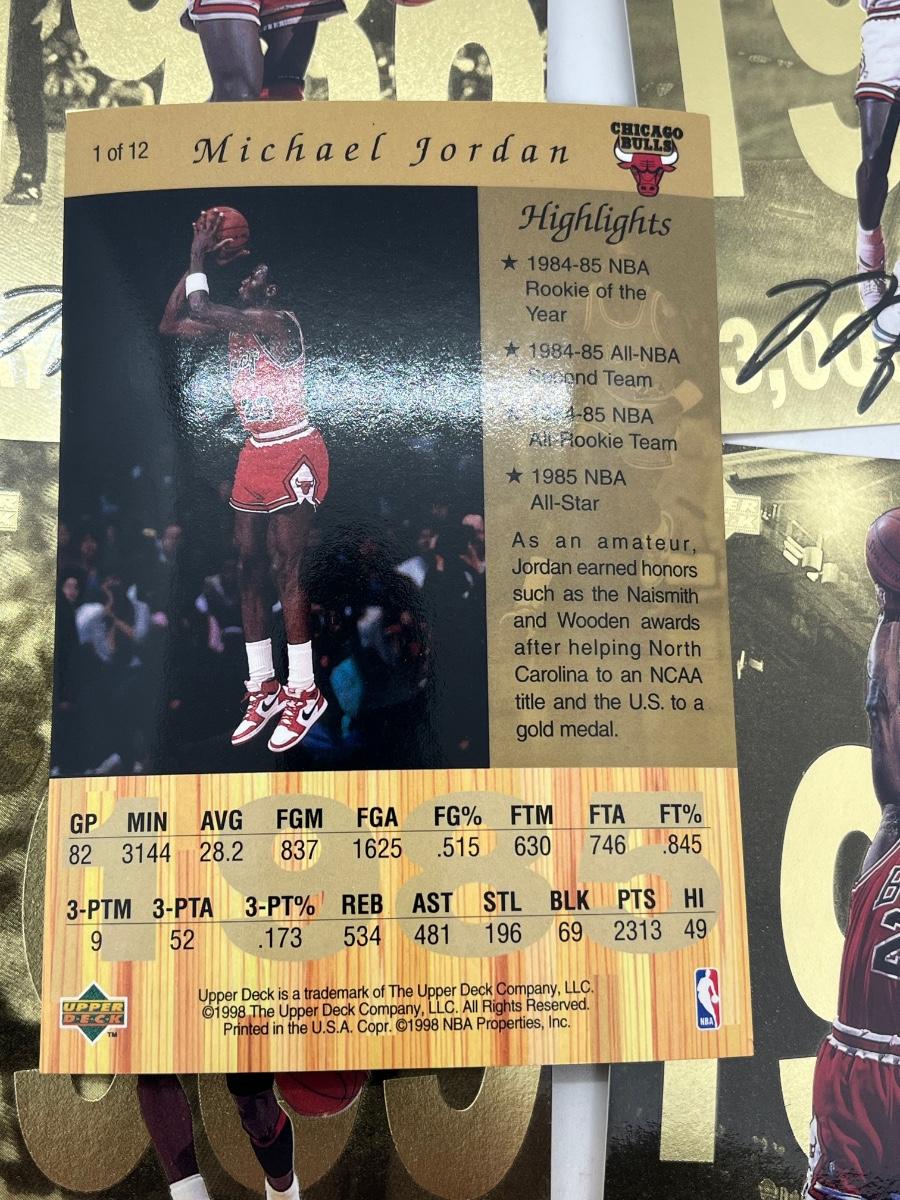 1 of 12 Michael Jordan
CHICAGO
BULLS
Highlights
★ 1984-85 NBA
Rookie of the
Year
★ 1984-85 All-NBA
Second Team
-85 NBA
All-Rookie Team
★ 1985 NBA
All-Star
As an amateur,
Jordan earned honors
such as the Naismith
and Wooden awards
after helping North
Carolina to an NCAA
title and the U.S. to a
gold medal.
1985
GP MIN AVG FGM FGA FG% FTM FTA FT%
82 3144 28.2 837 1625 .515 630 746 .845
3-PTM 3-PTA 3-PT% REB AST STL BLK PTS HI
9 52 .173 534 481 196 69 2313 49
Upper Deck is a trademark of The Upper Deck Company, LLC.
©1998 The Upper Deck Company, LLC. All Rights Reserved.
Printed in the U.S.A. Copr. ©1998 NBA Properties, Inc.
UPPER
DECK
TM
NBA
3,00